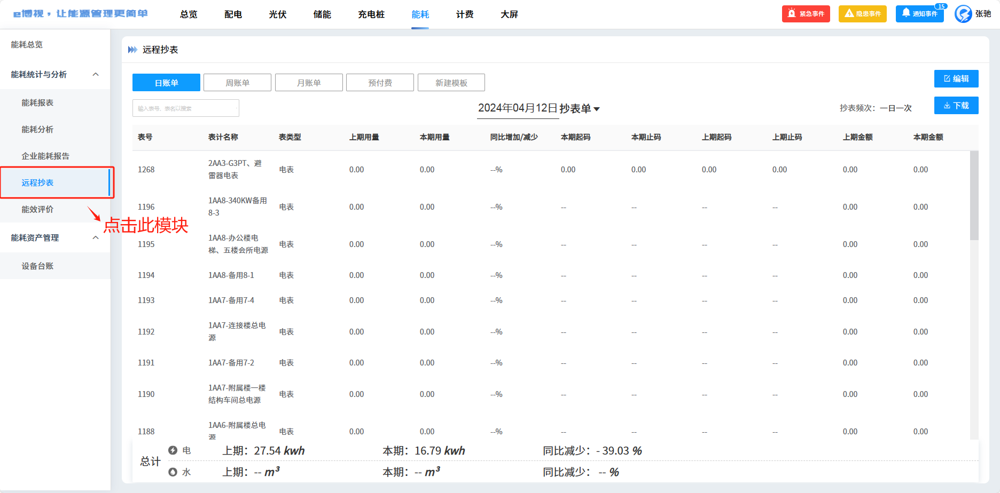 e博视，让能源管理更简单
总览 配电 光伏 储能 充电桩 能耗 计费 大屏
紧急事件 隐患事件 通知事件 15 张驰
能耗总览
能耗统计与分析
能耗报表
能耗分析
企业能耗报告
远程抄表
能效评价
点击此模块
能耗资产管理
设备台账
远程抄表
日账单 周账单 月账单 预付费 新建模板
编辑
输入表号、表名以搜索
2024年04月12日 抄表单
抄表频次：一日一次
下载
表号 表计名称 表类型 上期用量 本期用量 同比增加/减少 本期起码 本期止码 上期起码 上期止码 上期金额 本期金额
1268 2AA3-G3PT、避 电表 0.00 0.00 --% 0.00 0.00 0.00 0.00 0.00 0.00
雷器电表
1196 1AA8-340KW备用 电表 0.00 0.00 --% -- -- -- -- 0.00 0.00
8-3
1195 1AA8-办公楼电 电表 0.00 0.00 --% -- -- -- -- 0.00 0.00
梯、五楼会所电源
1194 1AA8-备用8-1 电表 0.00 0.00 --% -- -- -- -- 0.00 0.00
1193 1AA7-备用7-4 电表 0.00 0.00 --% -- -- -- -- 0.00 0.00
1192 1AA7-连接楼总电 电表 0.00 0.00 --% -- -- -- -- 0.00 0.00
源
1191 1AA7-备用7-2 电表 0.00 0.00 --% -- -- -- -- 0.00 0.00
1190 1AA7-附属楼一楼 电表 0.00 0.00 --% -- -- -- -- 0.00 0.00
结构车间总电源
1188 1AA6-附属楼总电 电表 0.00 0.00 --% -- -- -- -- 0.00 0.00
源
总计
电 上期：27.54 kwh 本期：16.79 kwh 同比减少：- 39.03 %
水 上期：-- m³ 本期：-- m³ 同比减少： -- %